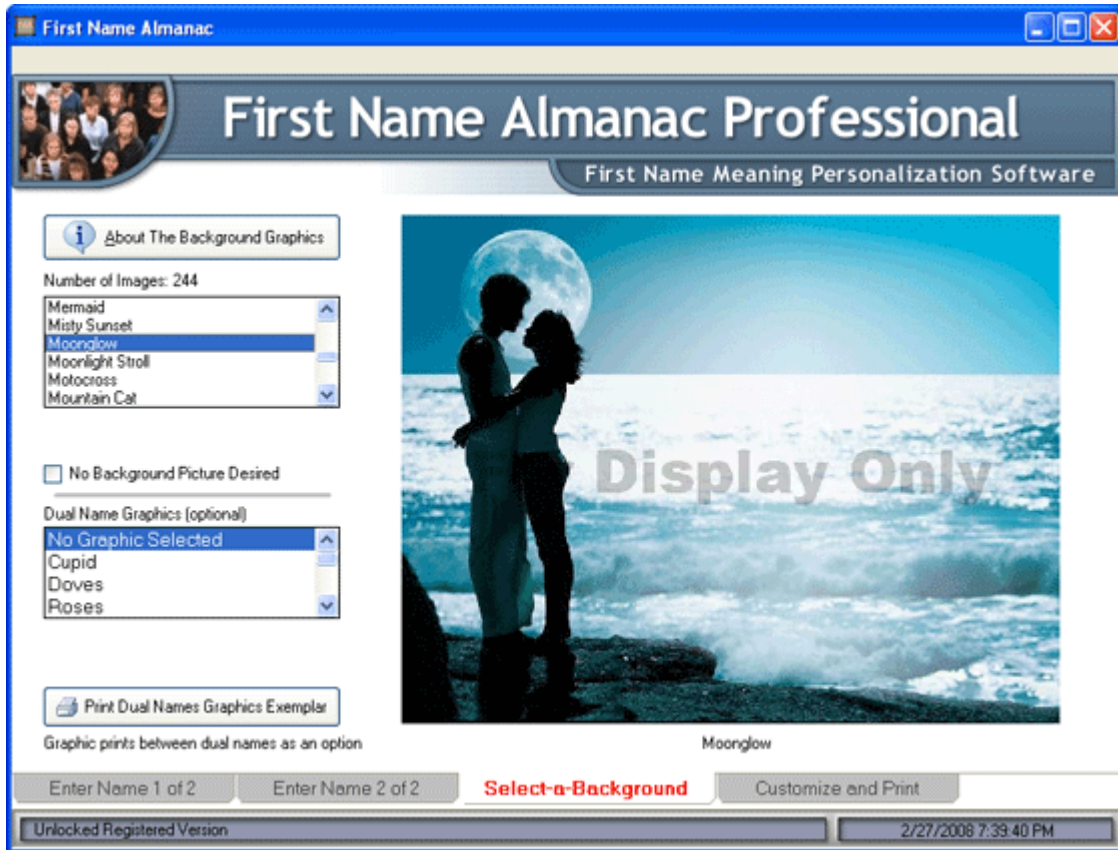 First Name Almanac
First Name Almanac Professional
First Name Meaning Personalization Software
About The Background Graphics
Number of Images: 244
Mermaid
Misty Sunset
Moonglow
Moonlight Stroll
Motocross
Mountain Cat
No Background Picture Desired
Dual Name Graphics (optional)
No Graphic Selected
Cupid
Doves
Roses
Print Dual Names Graphics Exemplar
Graphic prints between dual names as an option
Display Only
Moonglow
Enter Name 1 of 2 Enter Name 2 of 2 Select-a-Background Customize and Print
Unlocked Registered Version 2/27/2008 7:39:40 PM